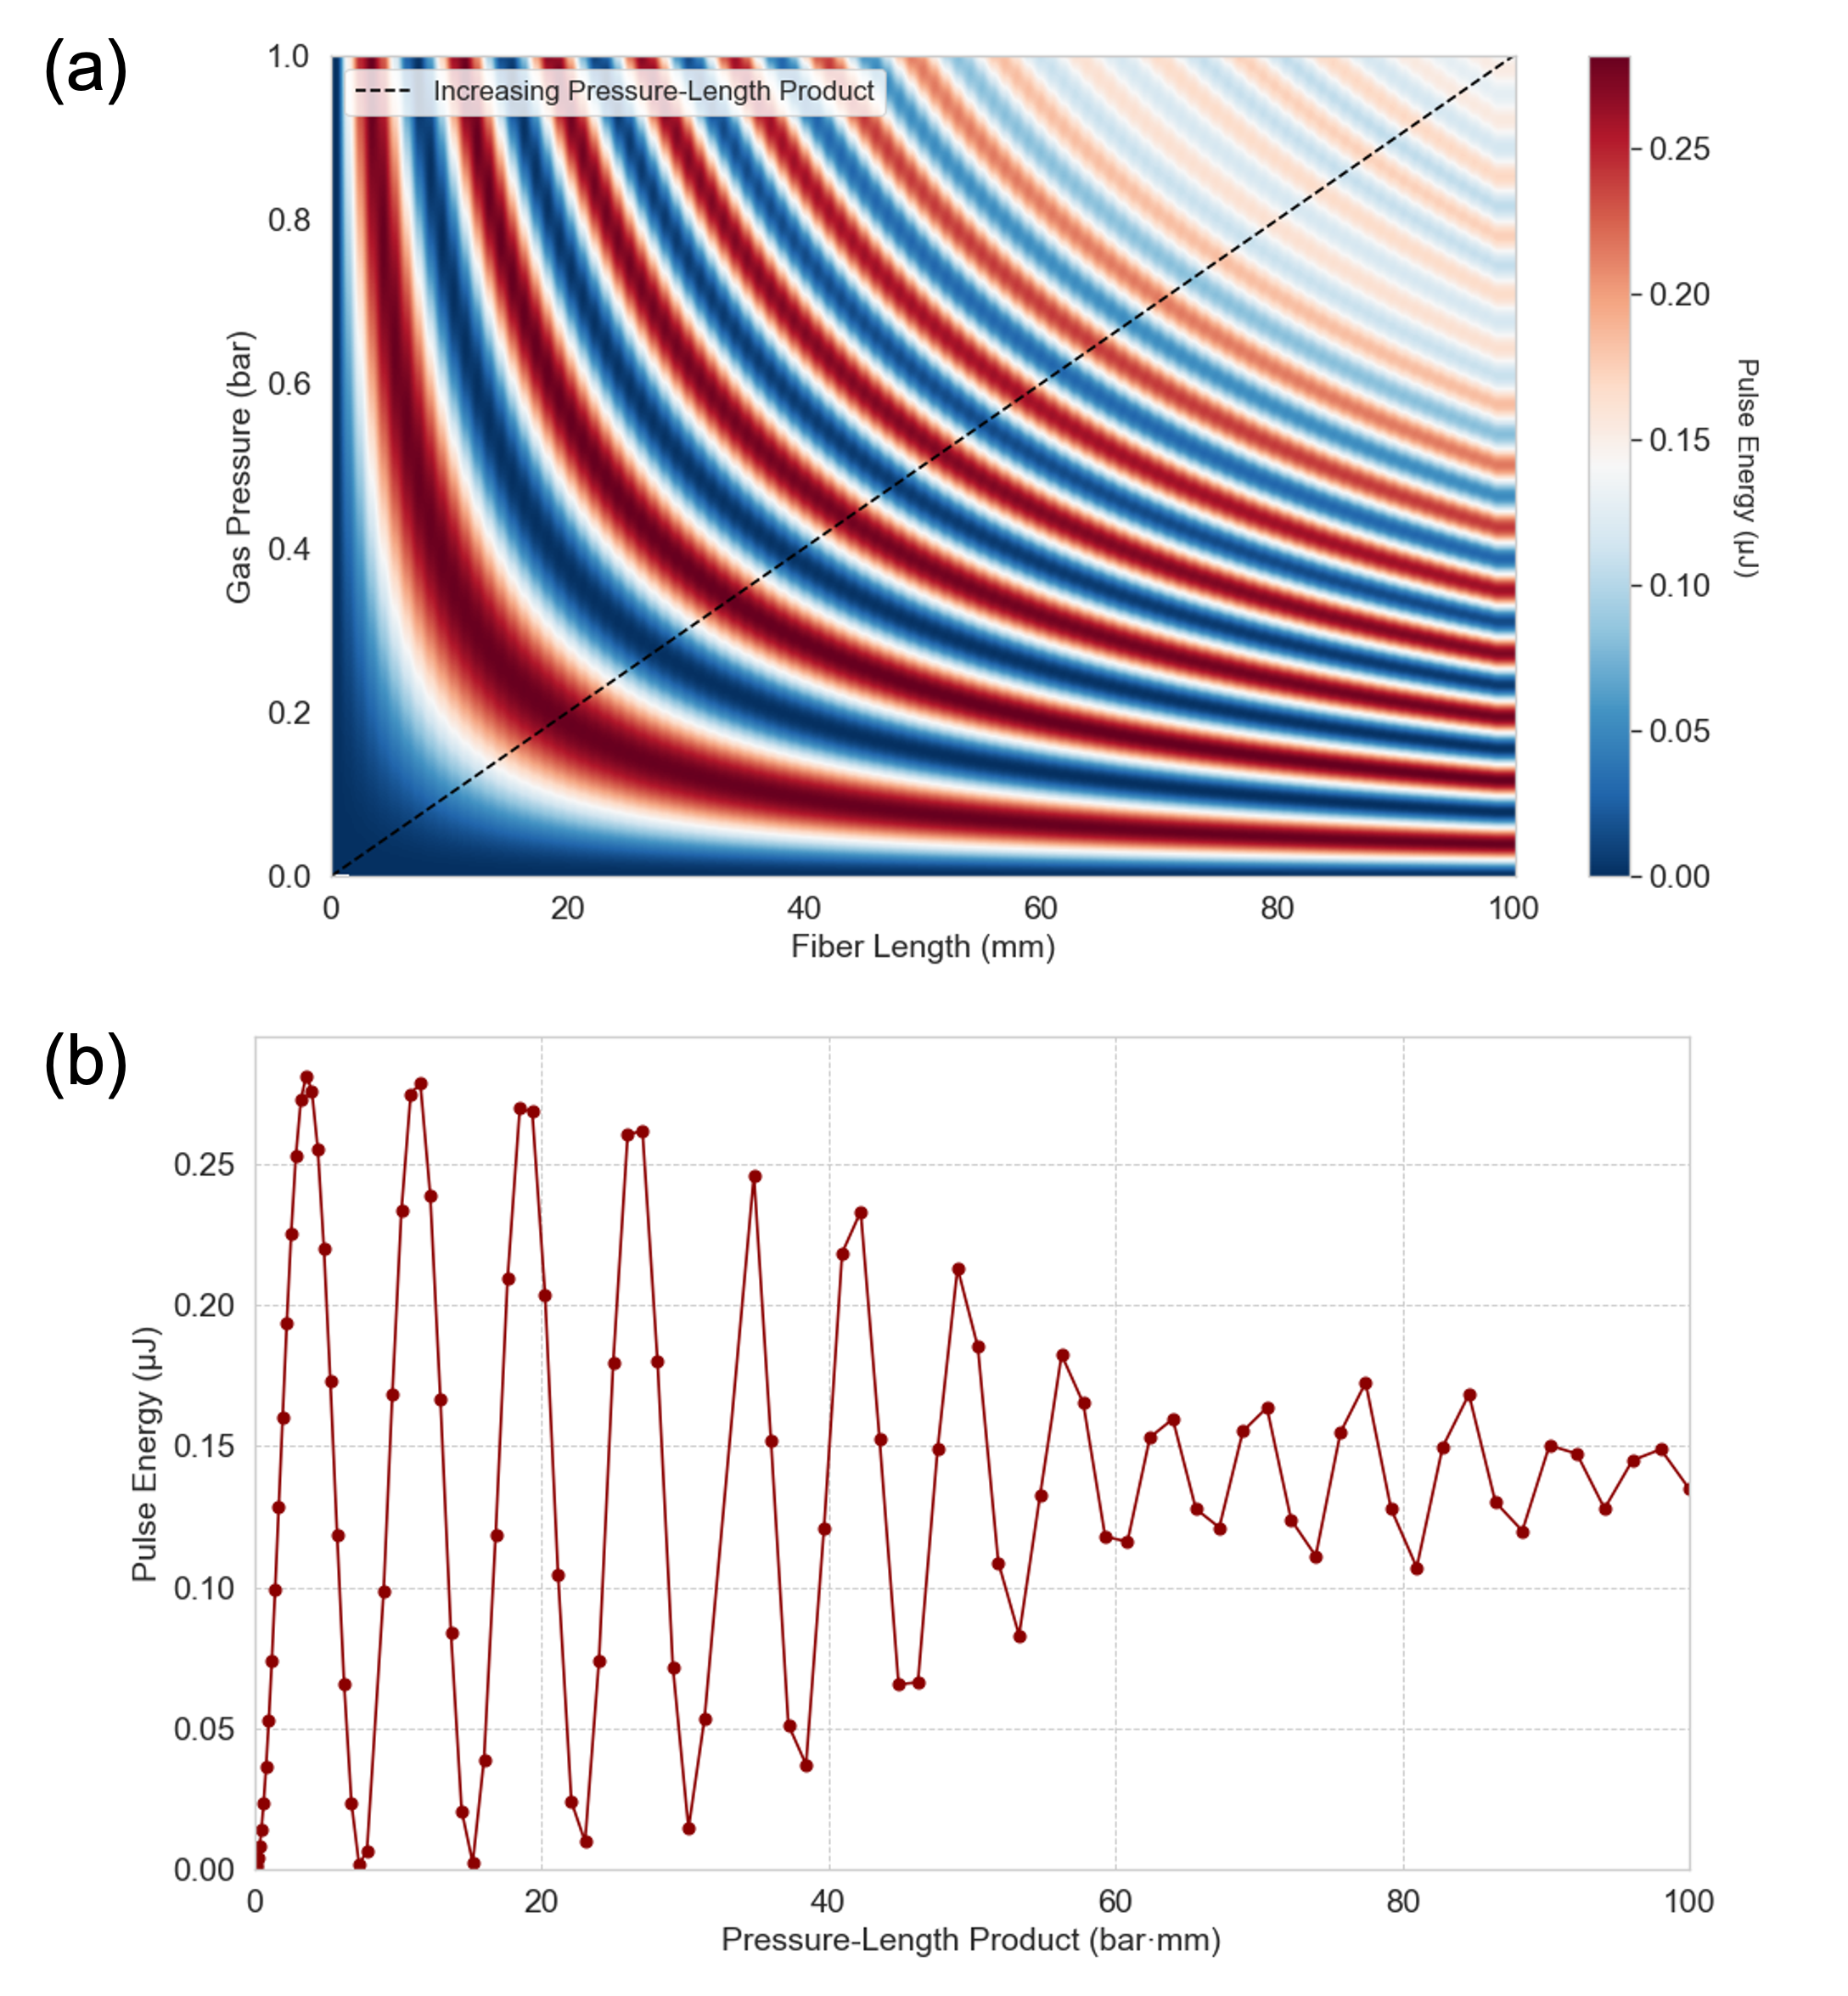 (a)
1.0
0.8
0.6
0.4
0.2
0.0
Gas Pressure (bar)
Increasing Pressure-Length Product
0 20 40 60 80 100
Fiber Length (mm)
0.25
0.20
0.15
0.10
0.05
0.00
Pulse Energy (μJ)
(b)
0.25
0.20
0.15
0.10
0.05
0.00
Pulse Energy (μJ)
0 20 40 60 80 100
Pressure-Length Product (bar·mm)